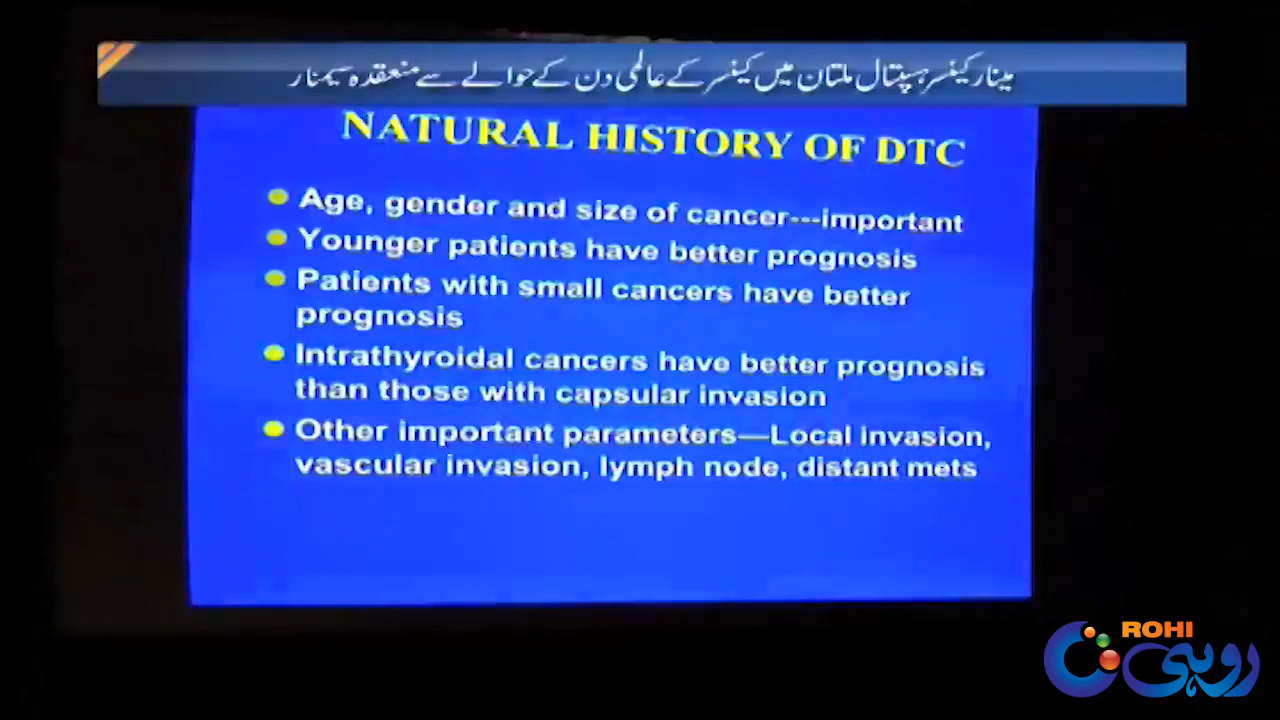 مینار کینسر ہسپتال ملتان میں کینسر کے عالمی دن کے حوالے سے منعقدہ سیمنار
NATURAL HISTORY OF DTC
Age, gender and size of cancer---important
Younger patients have better prognosis
Patients with small cancers have better
prognosis
Intrathyroidal cancers have better prognosis
than those with capsular invasion
Other important parameters—Local invasion,
vascular invasion, lymph node, distant mets
ROHI
روہی